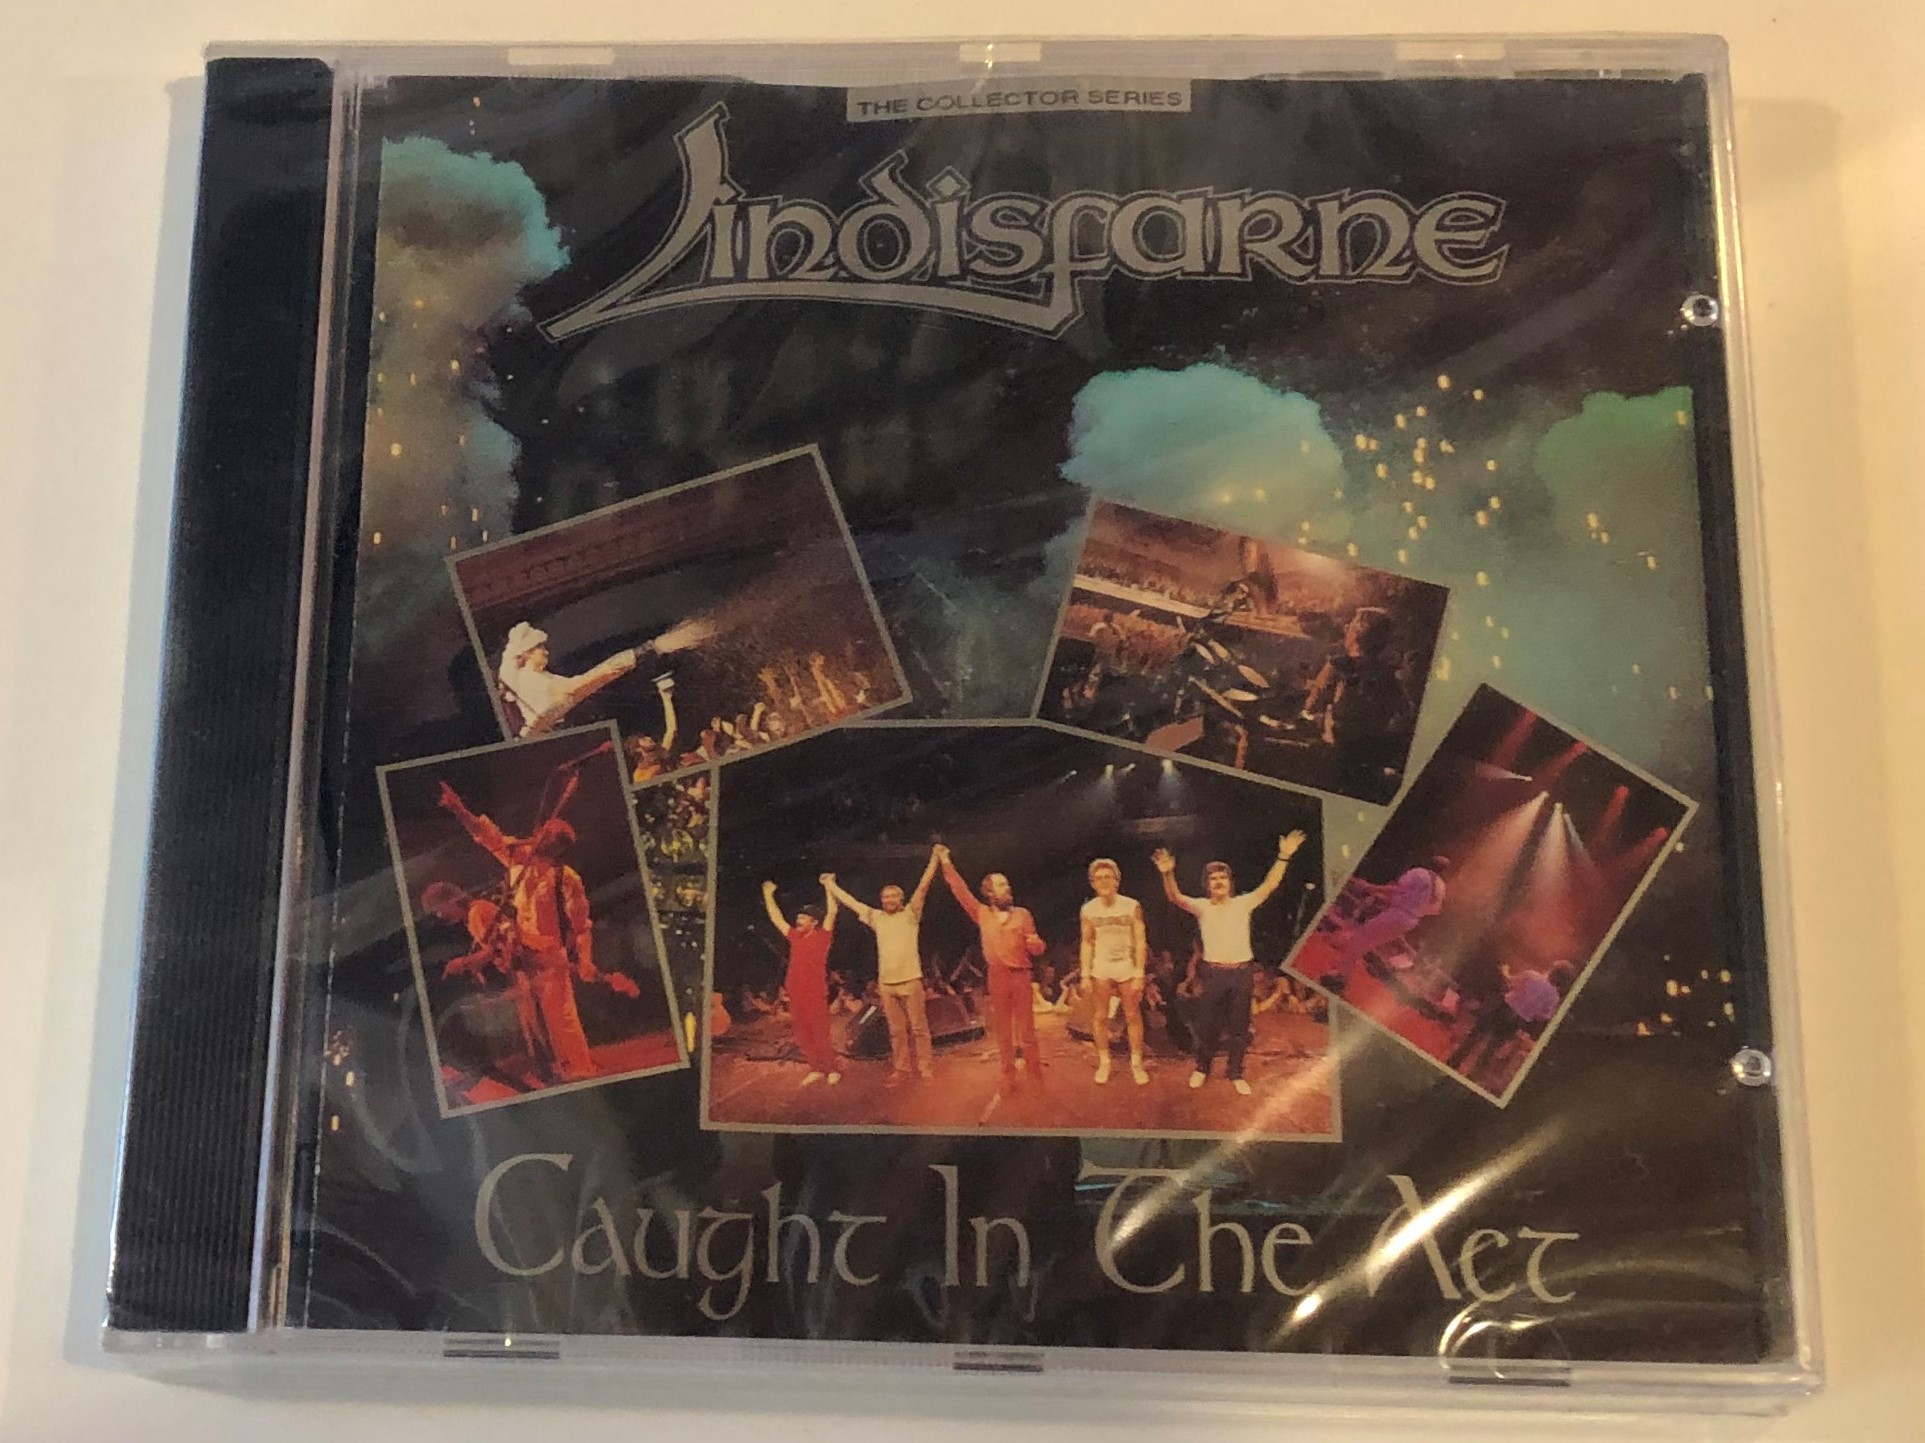 THE COLLECTOR SERIES
Lindisfarne
Caught In The Act